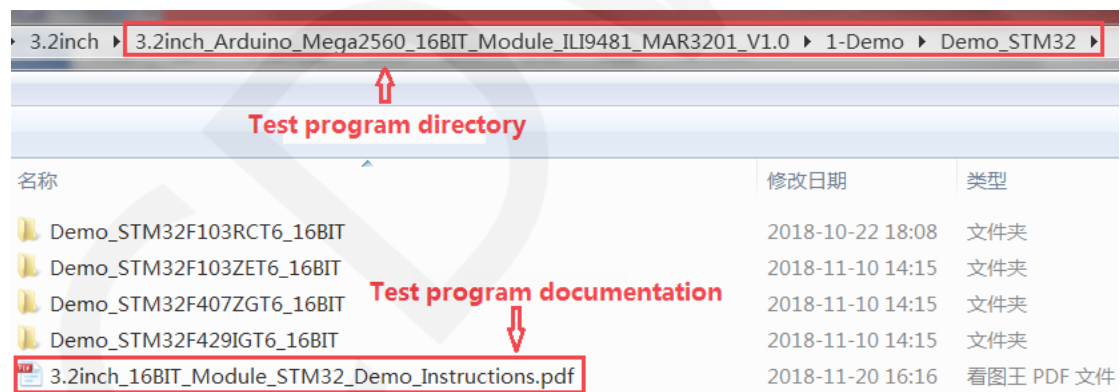 3.2inch ▸ 3.2inch_Arduino_Mega2560_16BIT_Module_ILI9481_MAR3201_V1.0 ▸ 1-Demo ▸ Demo_STM32 ▸
Test program directory
名称 修改日期 类型
Demo_STM32F103RCT6_16BIT 2018-10-22 18:08 文件夹
Demo_STM32F103ZET6_16BIT 2018-11-10 14:15 文件夹
Test program documentation
Demo_STM32F407ZGT6_16BIT 2018-11-10 14:15 文件夹
Demo_STM32F429IGT6_16BIT 2018-11-10 14:15 文件夹
3.2inch_16BIT_Module_STM32_Demo_Instructions.pdf 2018-11-20 16:16 看图王 PDF 文件